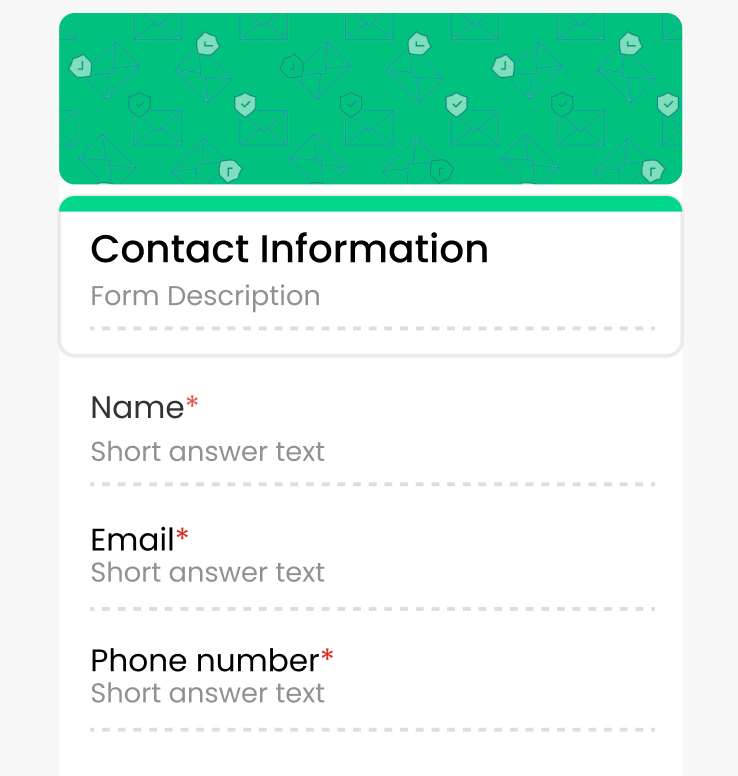 Contact Information
Form Description
Name*
Short answer text
Email*
Short answer text
Phone number*
Short answer text